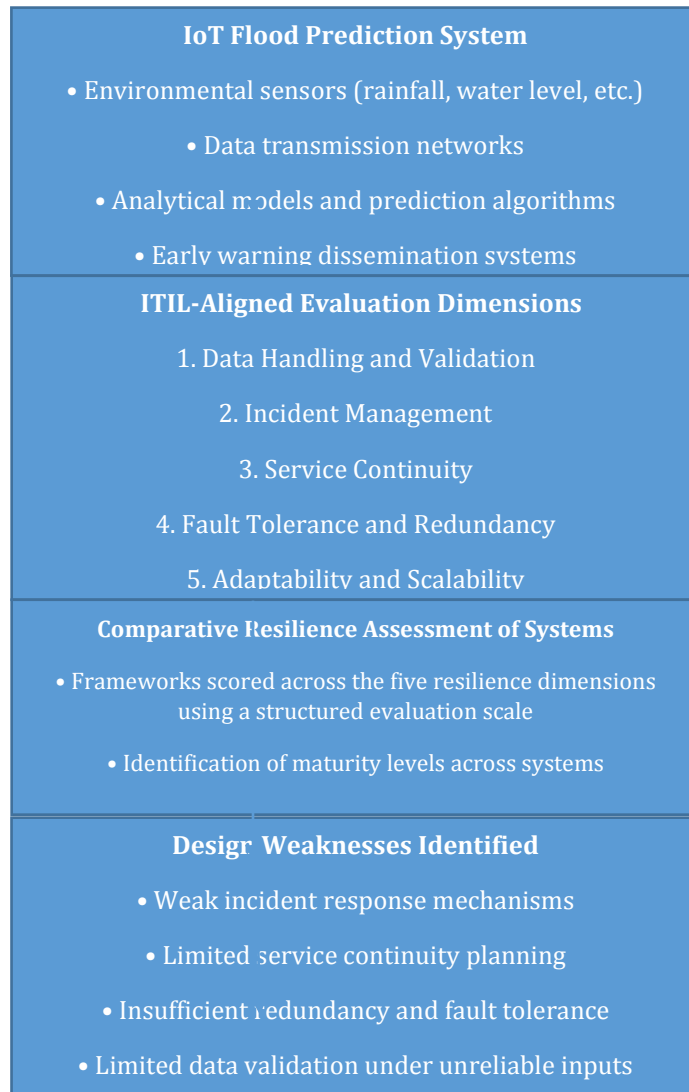 IoT Flood Prediction System
• Environmental sensors (rainfall, water level, etc.)
• Data transmission networks
• Analytical models and prediction algorithms
• Early warning dissemination systems
ITIL-Aligned Evaluation Dimensions
1. Data Handling and Validation
2. Incident Management
3. Service Continuity
4. Fault Tolerance and Redundancy
5. Adaptability and Scalability
Comparative Resilience Assessment of Systems
• Frameworks scored across the five resilience dimensions
using a structured evaluation scale
• Identification of maturity levels across systems
Design Weaknesses Identified
• Weak incident response mechanisms
• Limited service continuity planning
• Insufficient redundancy and fault tolerance
• Limited data validation under unreliable inputs